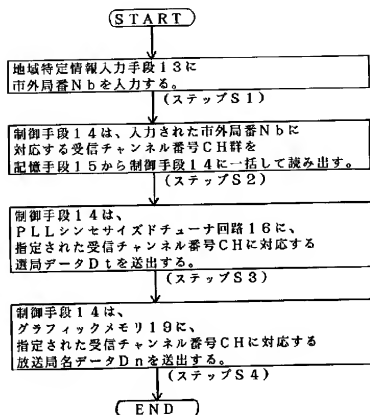 START
地域特定情報入力手段13に
市外局番Nbを入力する。
(ステップS1)
制御手段14は、入力された市外局番Nbに
対応する受信チャンネル番号CH群を
記憶手段15から制御手段14に一括して読み出す。
(ステップS2)
制御手段14は、
PLLシンセサイズドチューナ回路16に、
指定された受信チャンネル番号CHに対応する
選局データDtを送出する。
(ステップS3)
制御手段14は、
グラフィックメモリ19に、
指定された受信チャンネル番号CHに対応する
放送局名データDnを送出する。
(ステップS4)
END